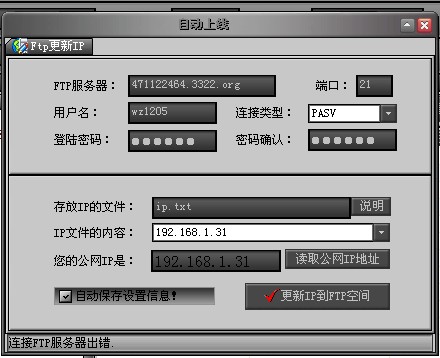 自动上线
Ftp更新IP
FTP服务器： 471122464.3322.org 端口： 21
用户名： wz1205 连接类型： PASV
登陆密码： ●●●●●● 密码确认： ●●●●●●
存放IP的文件： ip.txt 说明
IP文件的内容： 192.168.1.31
您的公网IP是： 192.168.1.31 读取公网IP地址
自动保存设置信息! 更新IP到FTP空间
连接FTP服务器出错.